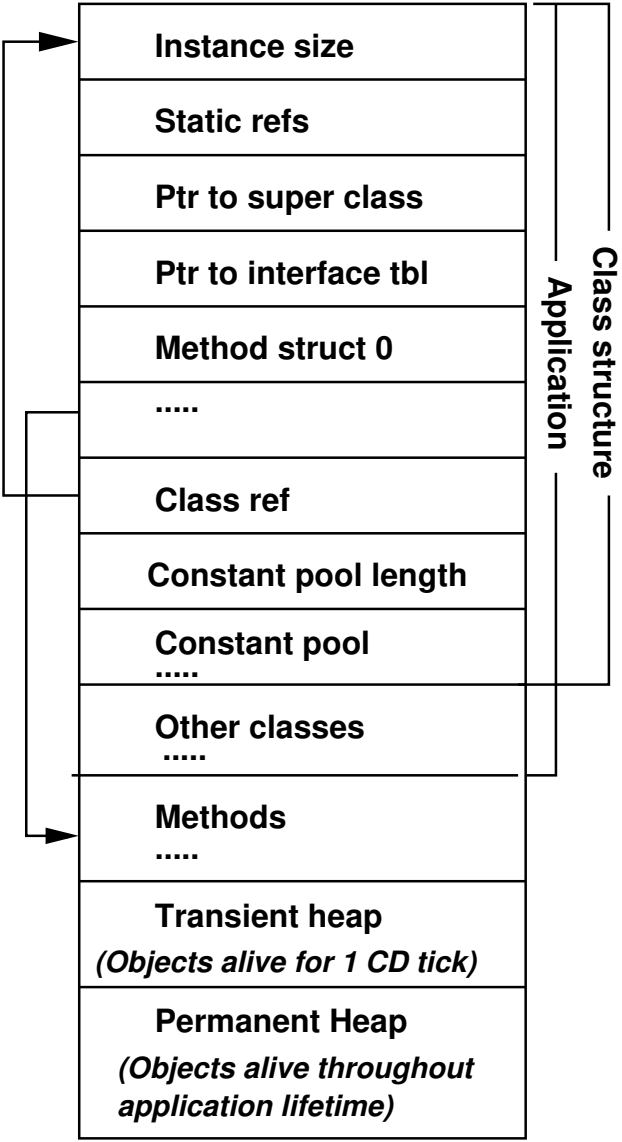 Instance size
Static refs
Ptr to super class
Ptr to interface tbl
Method struct 0
.....
Class ref
Constant pool length
Constant pool
.....
Other classes
.....
Methods
.....
Transient heap
(Objects alive for 1 CD tick)
Permanent Heap
(Objects alive throughout
application lifetime)
Application
Class structure